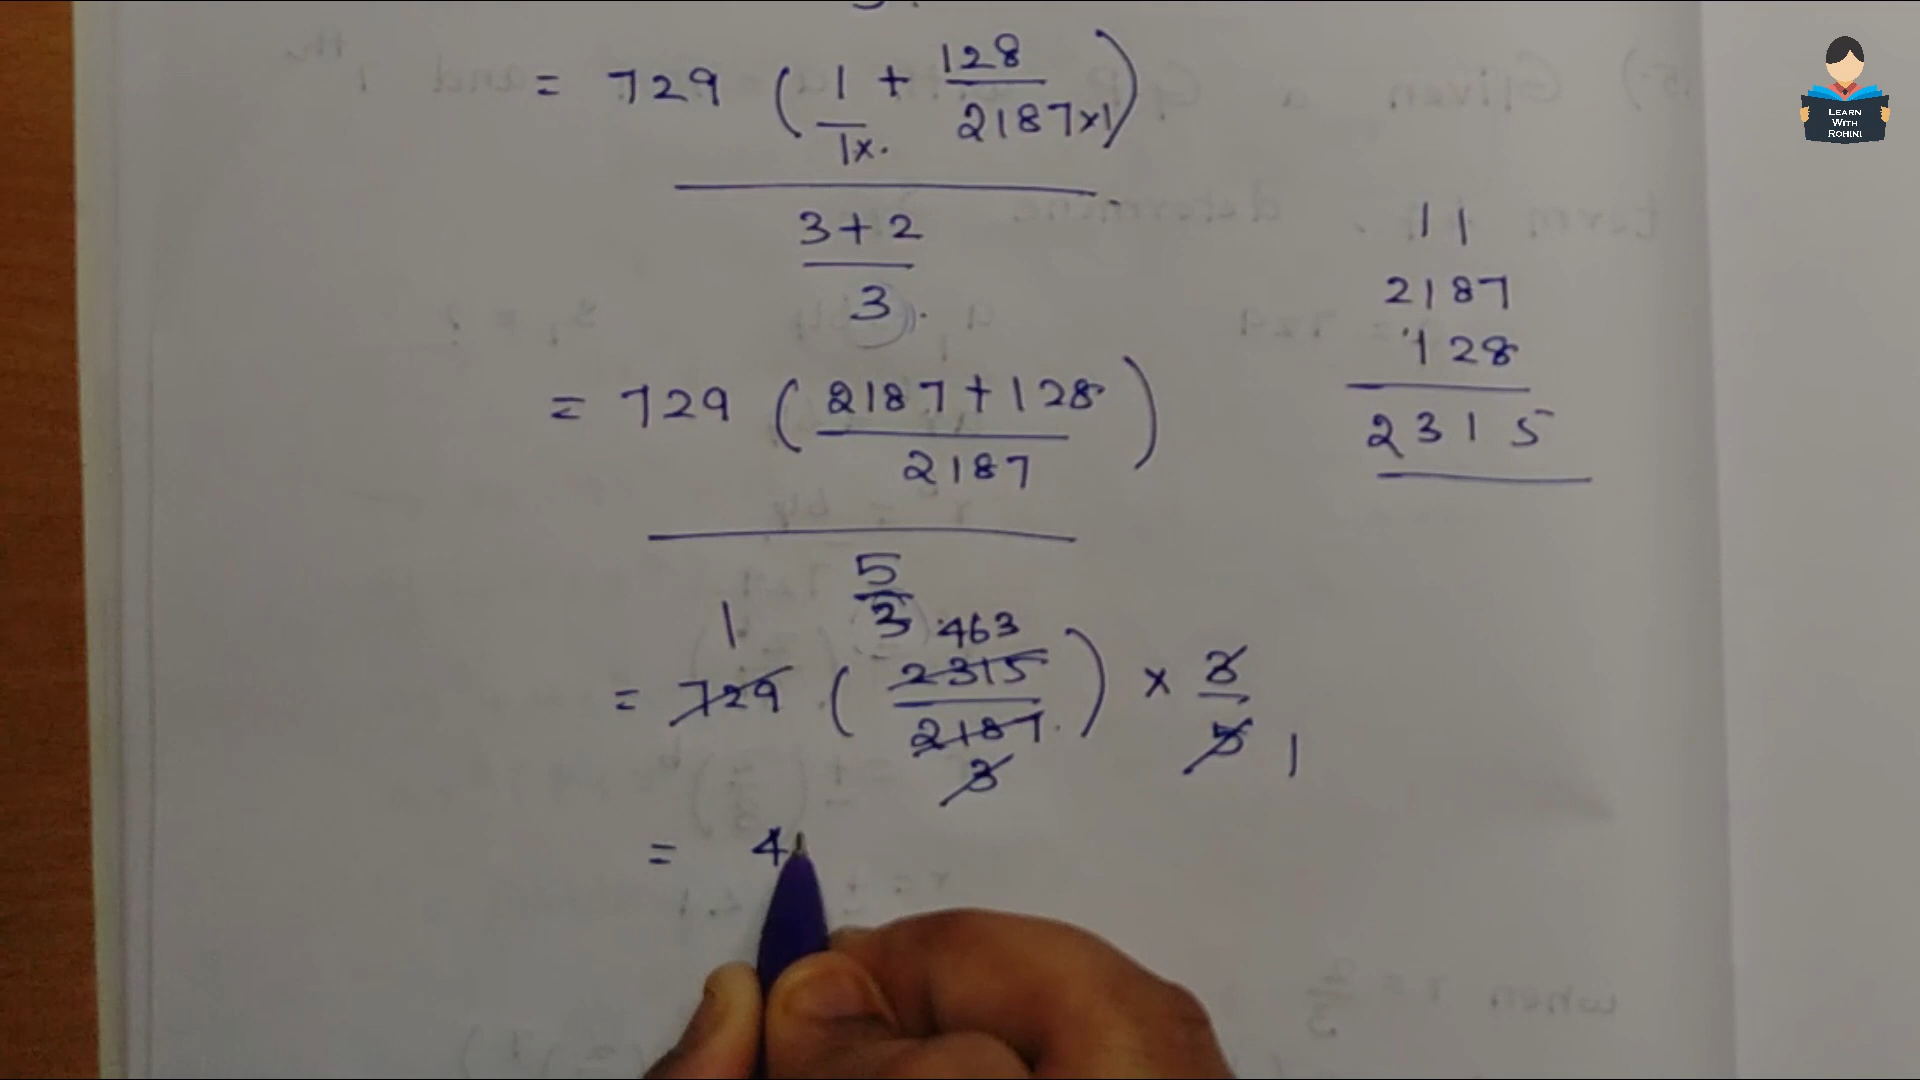 = 729 ( 1/1x. + 128/2187x1 )
3+2
3.
= 729 ( 2187+128 / 2187 )
5
3
1 463
= 729 ( 2315 / 2187. ) x 3/5 1
3
= 4
11
2187
128
2315
LEARN
WITH
ROHINI